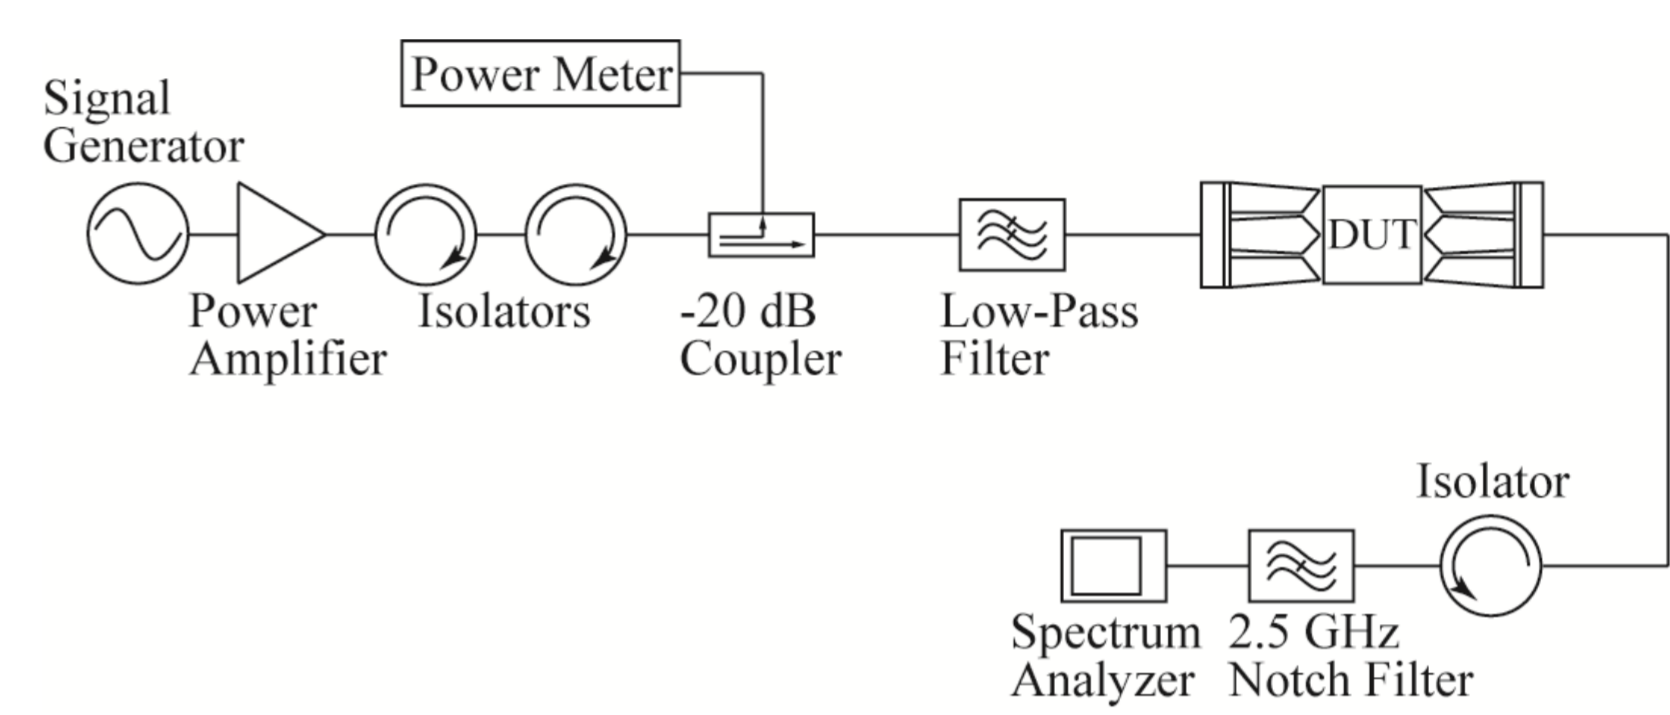 Power Meter
Signal
Generator
DUT
Power
Amplifier
Isolators
-20 dB
Coupler
Low-Pass
Filter
Isolator
Spectrum
Analyzer
2.5 GHz
Notch Filter